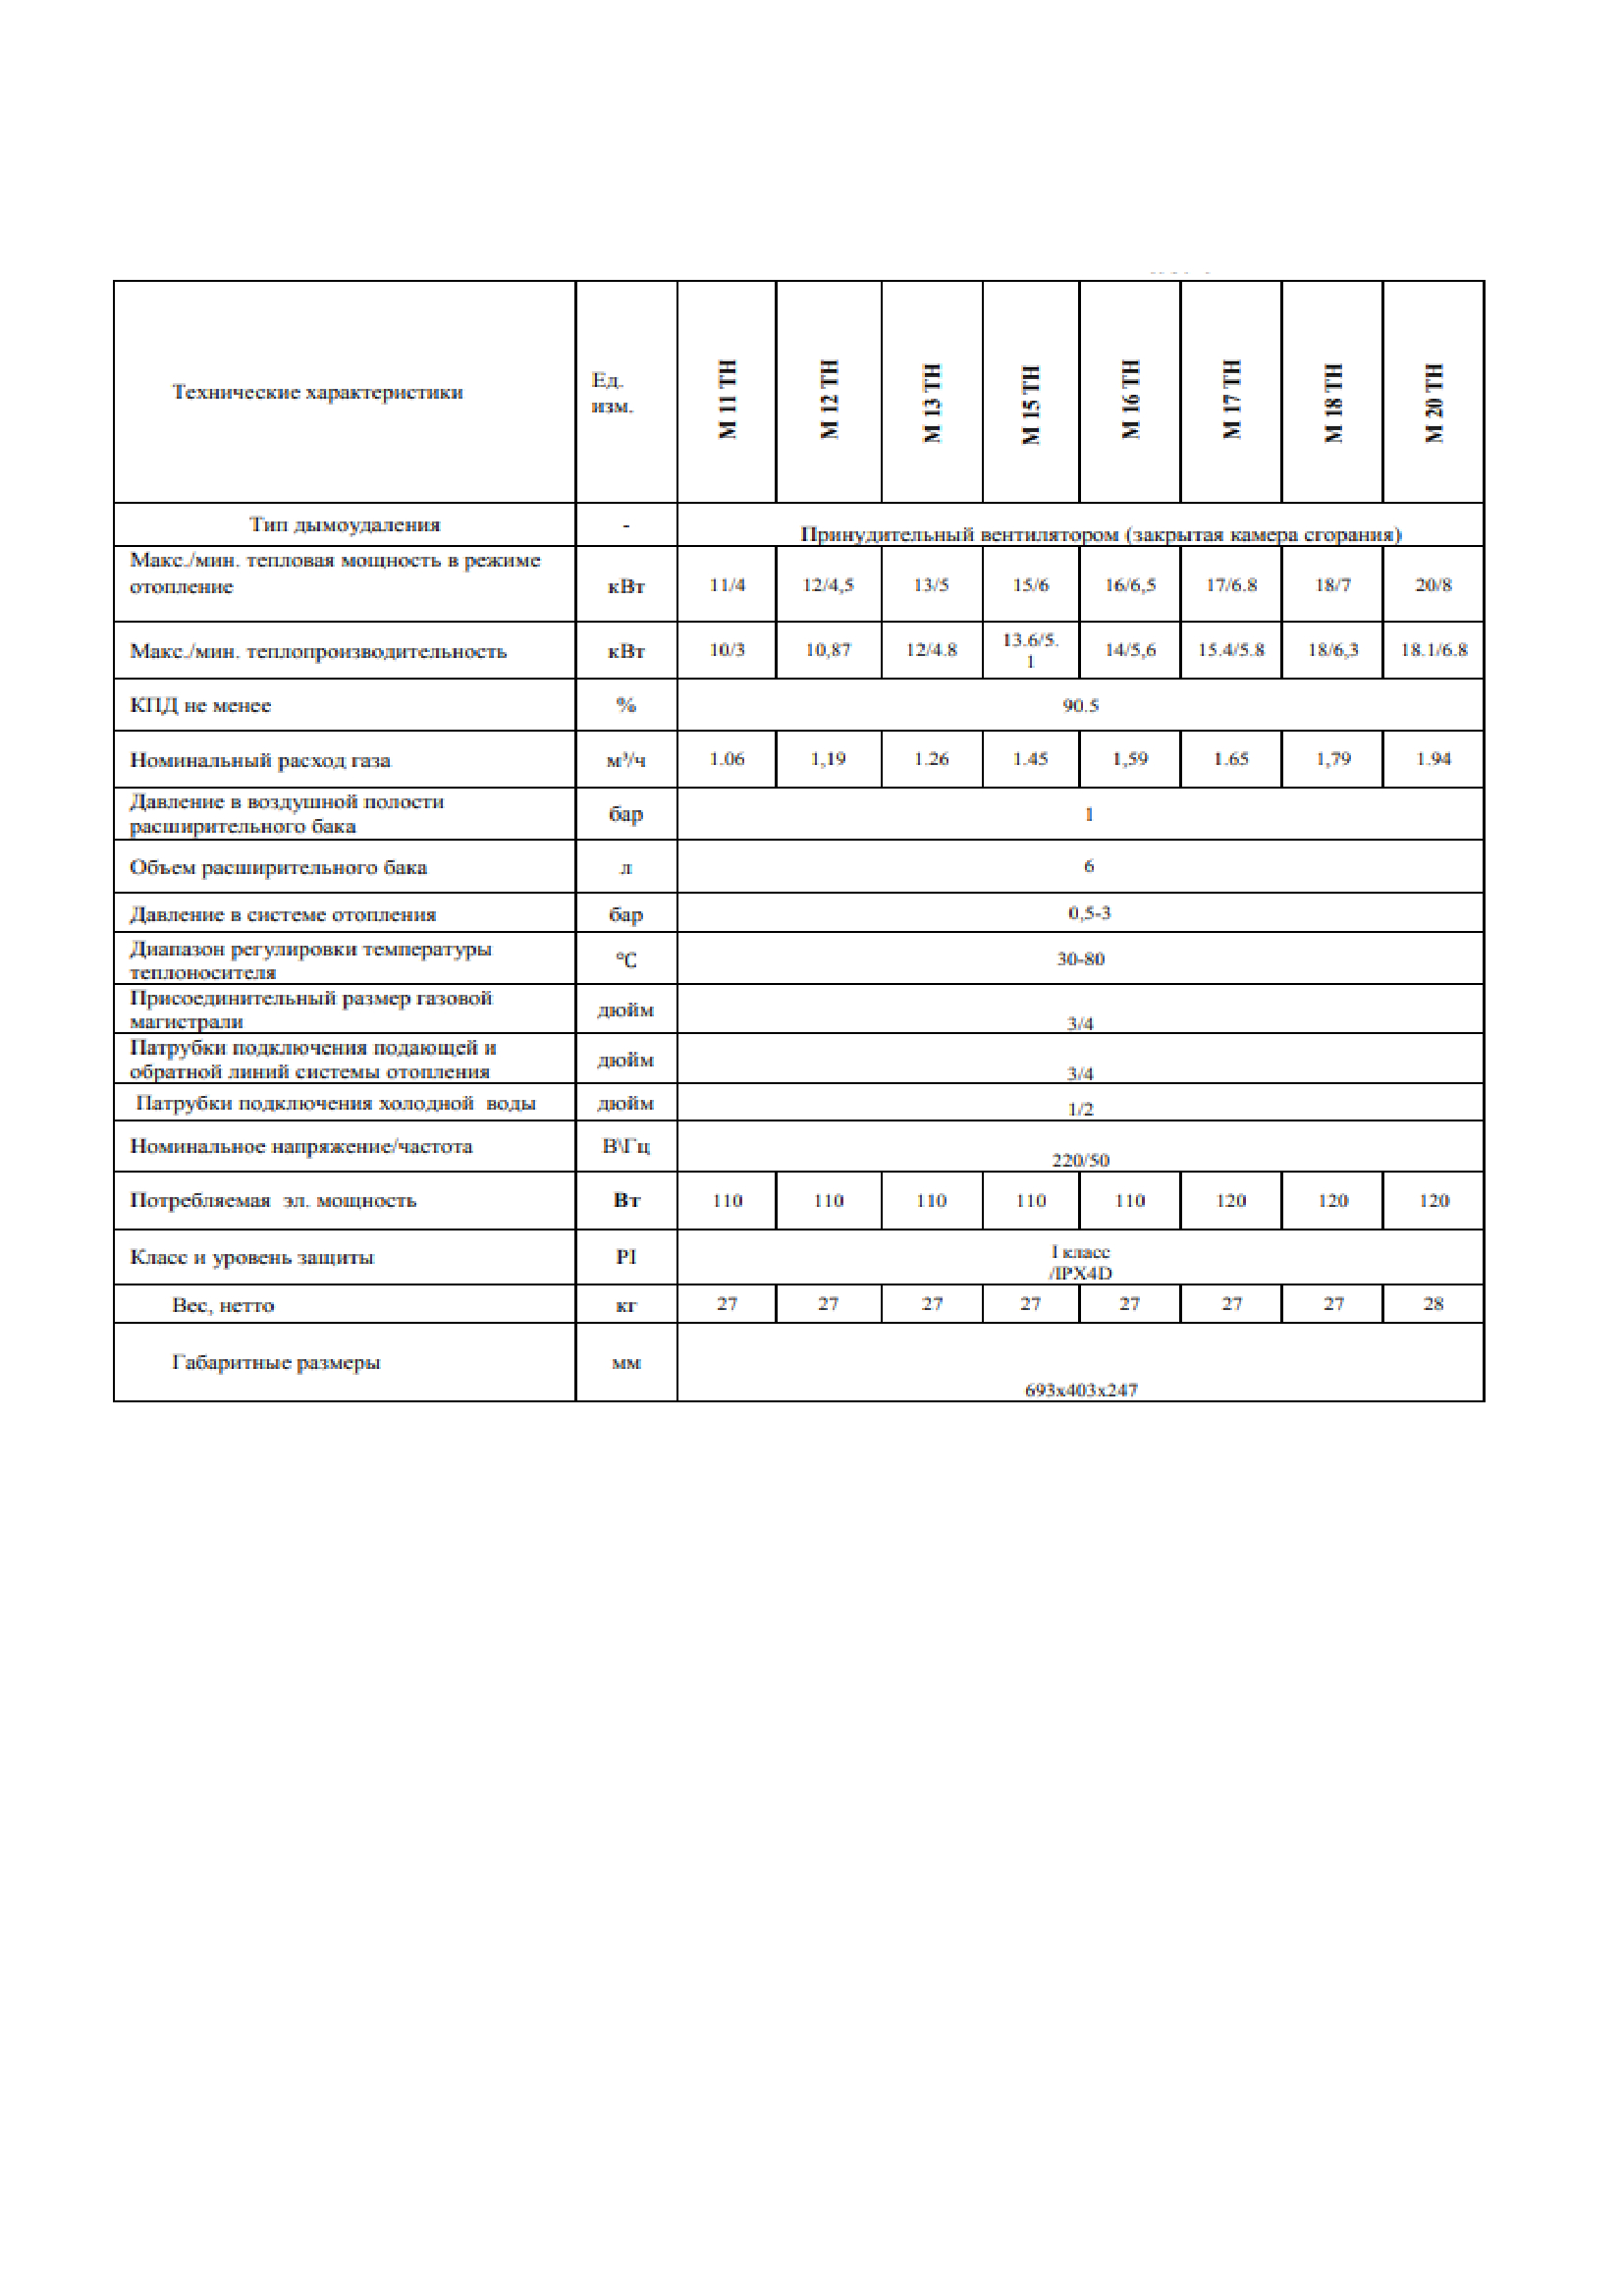 Технические характеристики
Ед.
изм.
М 11 ТН
М 12 ТН
М 13 ТН
М 15 ТН
М 16 ТН
М 17 ТН
М 18 ТН
М 20 ТН
Тип дымоудаления
-
Принудительный вентилятором (закрытая камера сгорания)
Макс./мин. тепловая мощность в режиме
отопление
кВт
11/4
12/4,5
13/5
15/6
16/6,5
17/6.8
18/7
20/8
Макс./мин. теплопроизводительность
кВт
10/3
10,87
12/4.8
13.6/5.
1
14/5,6
15.4/5.8
18/6,3
18.1/6.8
КПД не менее
%
90.5
Номинальный расход газа
м³/ч
1.06
1,19
1.26
1.45
1,59
1.65
1,79
1.94
Давление в воздушной полости
расширительного бака
бар
1
Объем расширительного бака
л
6
Давление в системе отопления
бар
0,5-3
Диапазон регулировки температуры
теплоносителя
°С
30-80
Присоединительный размер газовой
магистрали
дюйм
3/4
Патрубки подключения подающей и
обратной линий системы отопления
дюйм
3/4
Патрубки подключения холодной воды
дюйм
1/2
Номинальное напряжение/частота
В\Гц
220/50
Потребляемая эл. мощность
Вт
110
110
110
110
110
120
120
120
Класс и уровень защиты
PI
I класс
/IPX4D
Вес, нетто
кг
27
27
27
27
27
27
27
28
Габаритные размеры
мм
693х403х247